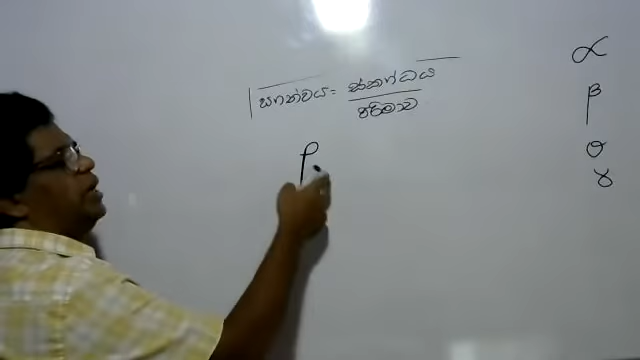 ඝනත්වය = ස්කන්ධය
පරිමාව
ρ
α
β
θ
γ